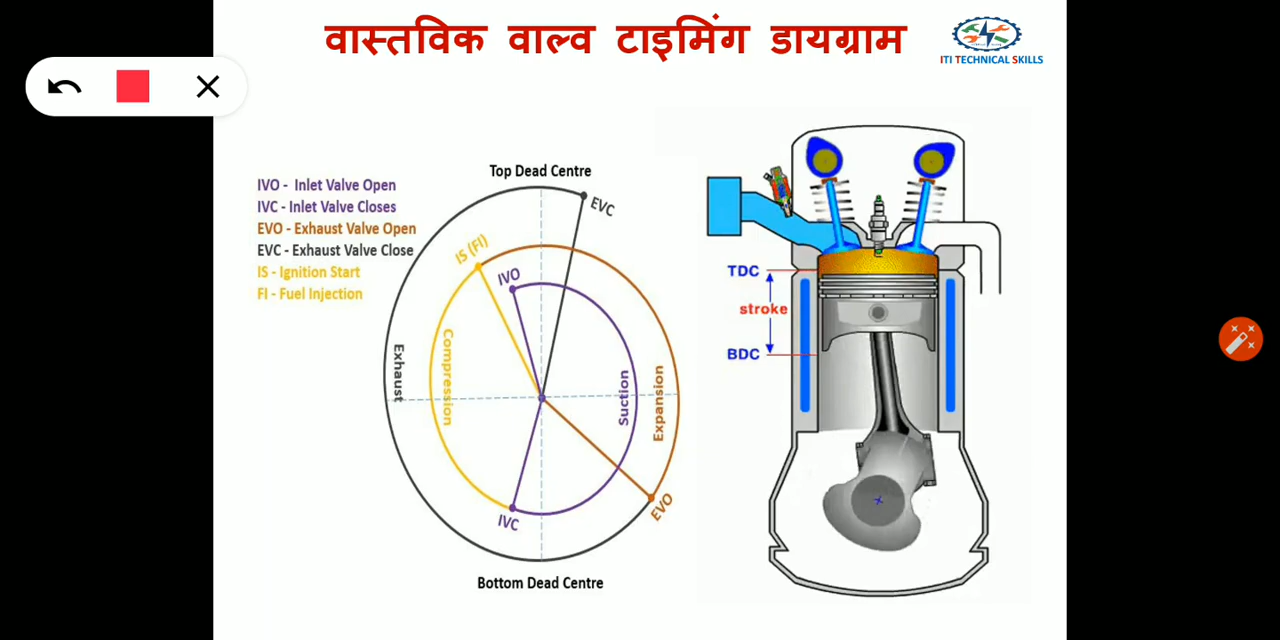 वास्तविक वाल्व टाइमिंग डायग्राम
ITI TECHNICAL SKILLS
Top Dead Centre
IVO - Inlet Valve Open
IVC - Inlet Valve Closes
EVO - Exhaust Valve Open
EVC - Exhaust Valve Close
IS - Ignition Start
FI - Fuel Injection
EVC
IS (FI)
IVO
Exhaust
Compression
Suction
Expansion
IVC
EVO
Bottom Dead Centre
TDC
stroke
BDC